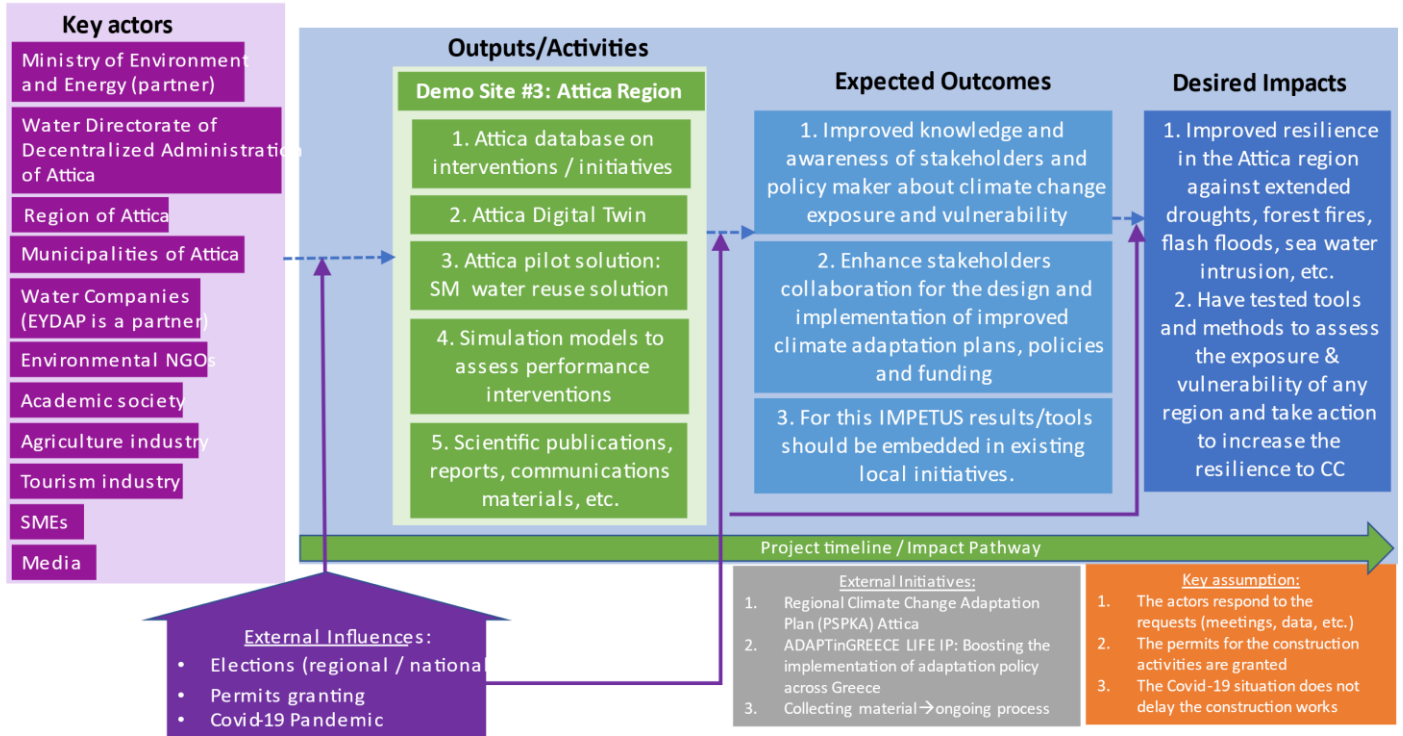 Key actors
Ministry of Environment
and Energy (partner)
Water Directorate of
Decentralized Administration
of Attica
Region of Attica
Municipalities of Attica
Water Companies
(EYDAP is a partner)
Environmental NGOs
Academic society
Agriculture industry
Tourism industry
SMEs
Media
Outputs/Activities
Demo Site #3: Attica Region
1. Attica database on
interventions / initiatives
2. Attica Digital Twin
3. Attica pilot solution:
SM water reuse solution
4. Simulation models to
assess performance
interventions
5. Scientific publications,
reports, communications
materials, etc.
Expected Outcomes
1. Improved knowledge and
awareness of stakeholders and
policy maker about climate change
exposure and vulnerability
2. Enhance stakeholders
collaboration for the design and
implementation of improved
climate adaptation plans, policies
and funding
3. For this IMPETUS results/tools
should be embedded in existing
local initiatives.
Desired Impacts
1. Improved resilience
in the Attica region
against extended
droughts, forest fires,
flash floods, sea water
intrusion, etc.
2. Have tested tools
and methods to assess
the exposure &
vulnerability of any
region and take action
to increase the
resilience to CC
Project timeline / Impact Pathway
External Influences:
• Elections (regional / national
• Permits granting
• Covid-19 Pandemic
External Initiatives:
1. Regional Climate Change Adaptation
Plan (PSPKA) Attica
2. ADAPTinGREECE LIFE IP: Boosting the
implementation of adaptation policy
across Greece
3. Collecting material→ongoing process
Key assumption:
1. The actors respond to the
requests (meetings, data, etc.)
2. The permits for the construction
activities are granted
3. The Covid-19 situation does not
delay the construction works